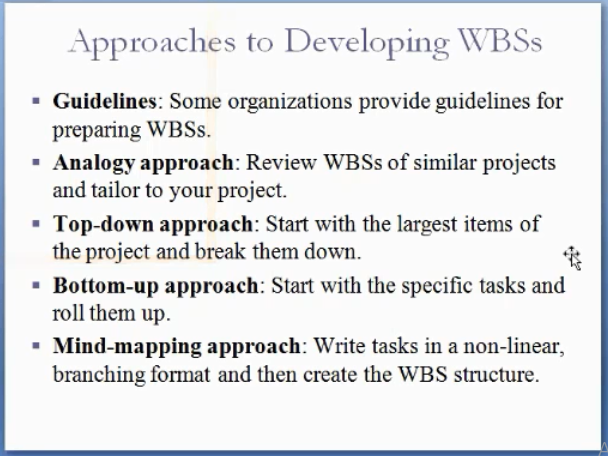 Approaches to Developing WBSs
▪ Guidelines: Some organizations provide guidelines for
preparing WBSs.
▪ Analogy approach: Review WBSs of similar projects
and tailor to your project.
▪ Top-down approach: Start with the largest items of
the project and break them down.
▪ Bottom-up approach: Start with the specific tasks and
roll them up.
▪ Mind-mapping approach: Write tasks in a non-linear,
branching format and then create the WBS structure.